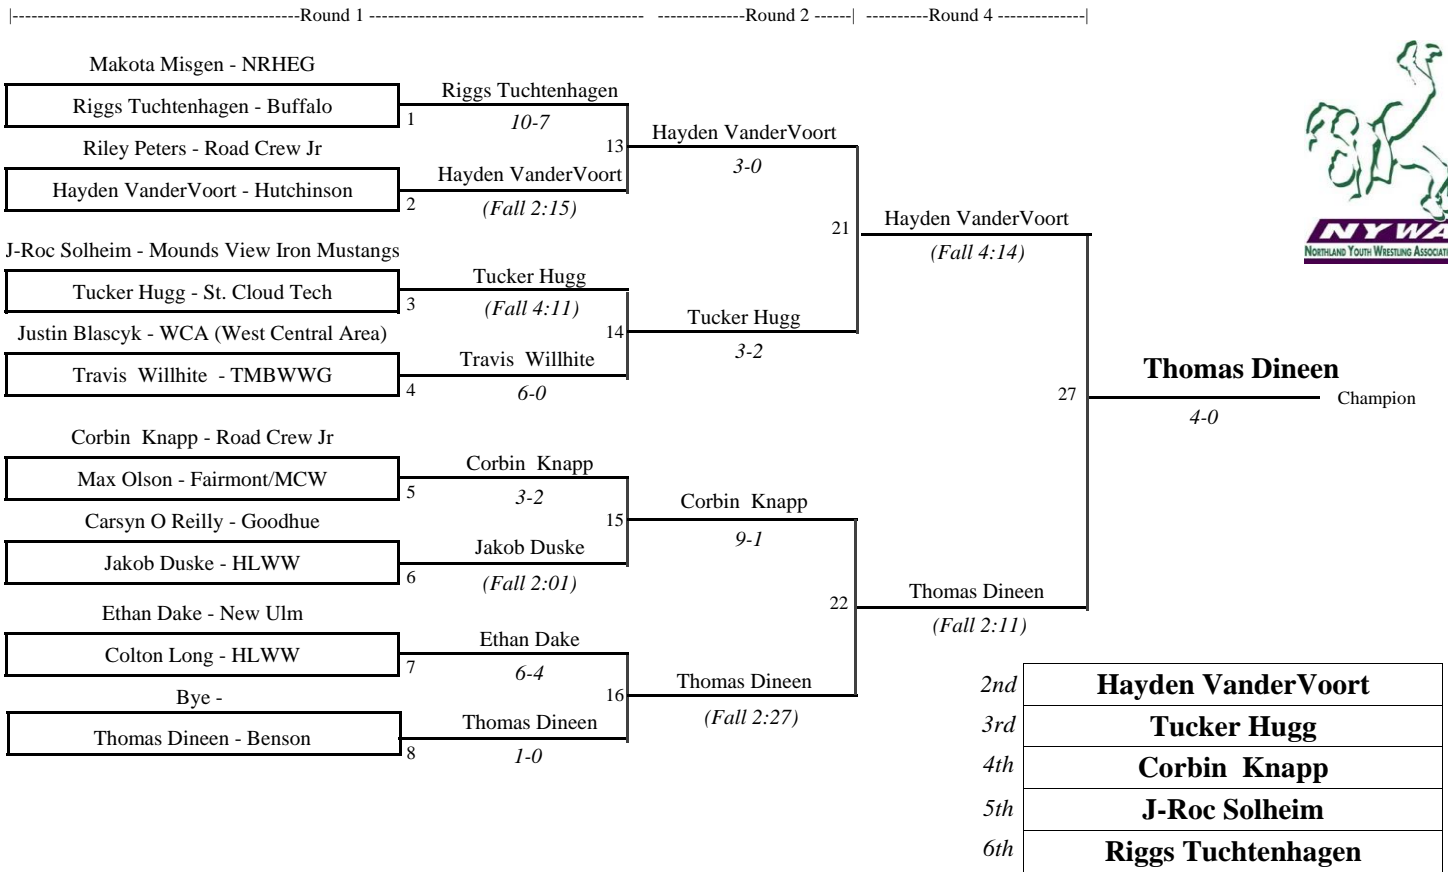 |----------------------------------------------Round 1 --------------------------------------------
--------------Round 2 ------|
----------Round 4 --------------|
Makota Misgen - NRHEG
Riggs Tuchtenhagen - Buffalo
1
Riley Peters - Road Crew Jr
Hayden VanderVoort - Hutchinson
2
J-Roc Solheim - Mounds View Iron Mustangs
Tucker Hugg - St. Cloud Tech
3
Justin Blascyk - WCA (West Central Area)
Travis  Willhite  - TMBWWG
4
Corbin  Knapp - Road Crew Jr
Max Olson - Fairmont/MCW
5
Carsyn O Reilly - Goodhue
Jakob Duske - HLWW
6
Ethan Dake - New Ulm
Colton Long - HLWW
7
Bye -
Thomas Dineen - Benson
8
Riggs Tuchtenhagen
10-7
13
Hayden VanderVoort
(Fall 2:15)
Tucker Hugg
(Fall 4:11)
14
Travis  Willhite
6-0
Corbin  Knapp
3-2
15
Jakob Duske
(Fall 2:01)
Ethan Dake
6-4
16
Thomas Dineen
1-0
Hayden VanderVoort
3-0
21
Tucker Hugg
3-2
Corbin  Knapp
9-1
22
Thomas Dineen
(Fall 2:27)
Hayden VanderVoort
(Fall 4:14)
27
Thomas Dineen
(Fall 2:11)
Thomas Dineen
Champion
4-0
NYWA
NORTHLAND YOUTH WRESTLING ASSOCIAT
2nd Hayden VanderVoort
3rd Tucker Hugg
4th Corbin  Knapp
5th J-Roc Solheim
6th Riggs Tuchtenhagen